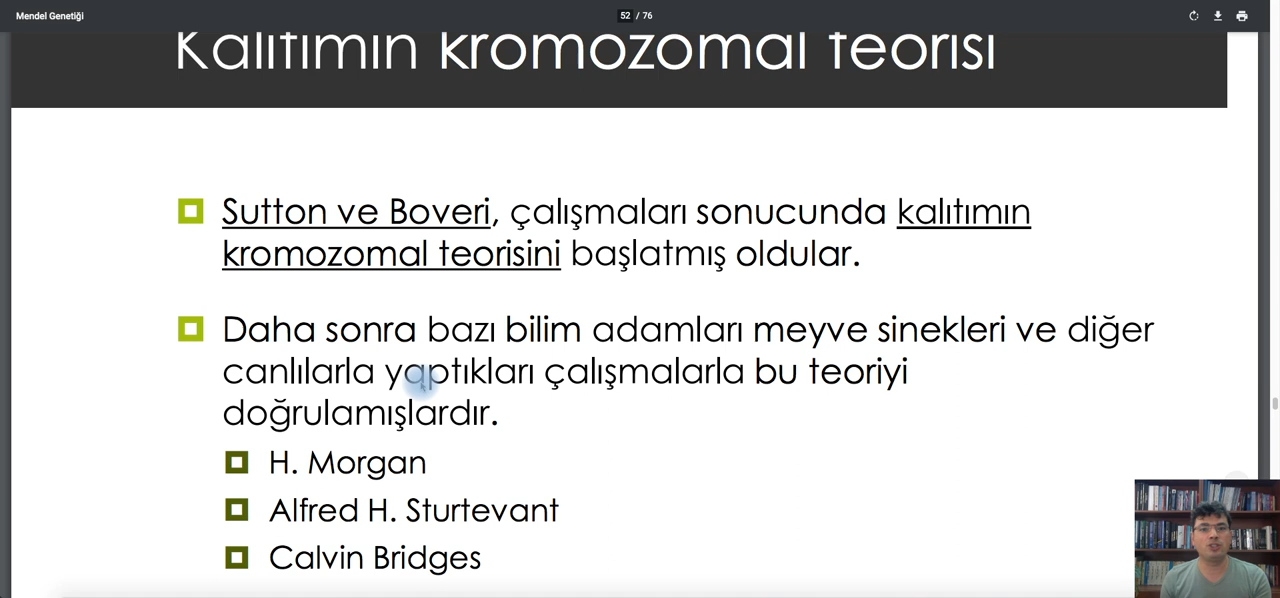 Mendel Genetiği
52 / 76
Kalıtımın kromozomal teorisi
Sutton ve Boveri, çalışmaları sonucunda kalıtımın
kromozomal teorisini başlatmış oldular.
Daha sonra bazı bilim adamları meyve sinekleri ve diğer
canlılarla yaptıkları çalışmalarla bu teoriyi
doğrulamışlardır.
H. Morgan
Alfred H. Sturtevant
Calvin Bridges